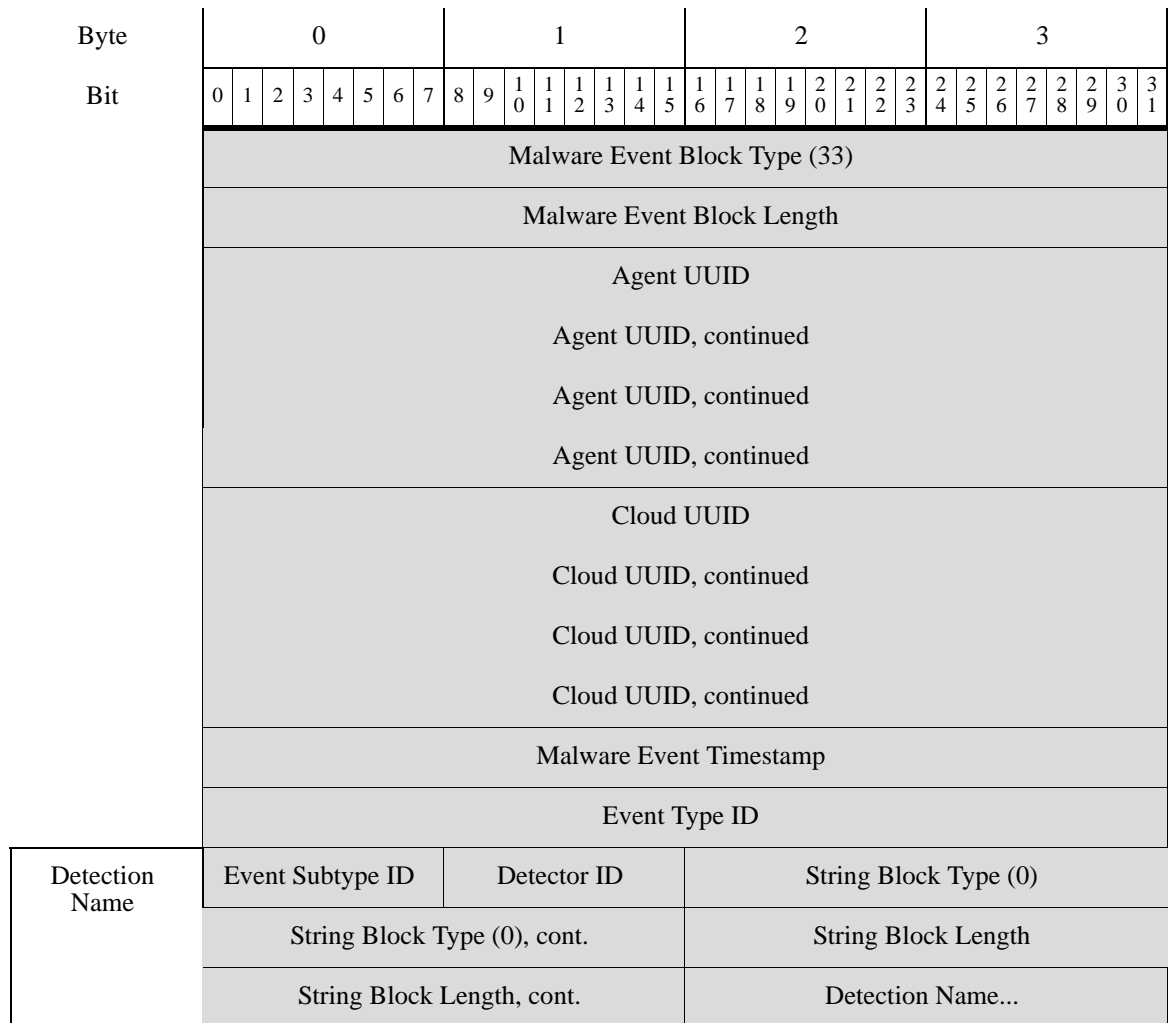 Byte 0 1 2 3
Bit 0 1 2 3 4 5 6 7 8 9 10 11 12 13 14 15 16 17 18 19 20 21 22 23 24 25 26 27 28 29 30 31
Malware Event Block Type (33)
Malware Event Block Length
Agent UUID
Agent UUID, continued
Agent UUID, continued
Agent UUID, continued
Cloud UUID
Cloud UUID, continued
Cloud UUID, continued
Cloud UUID, continued
Malware Event Timestamp
Event Type ID
Detection
Name
Event Subtype ID Detector ID String Block Type (0)
String Block Type (0), cont. String Block Length
String Block Length, cont. Detection Name...